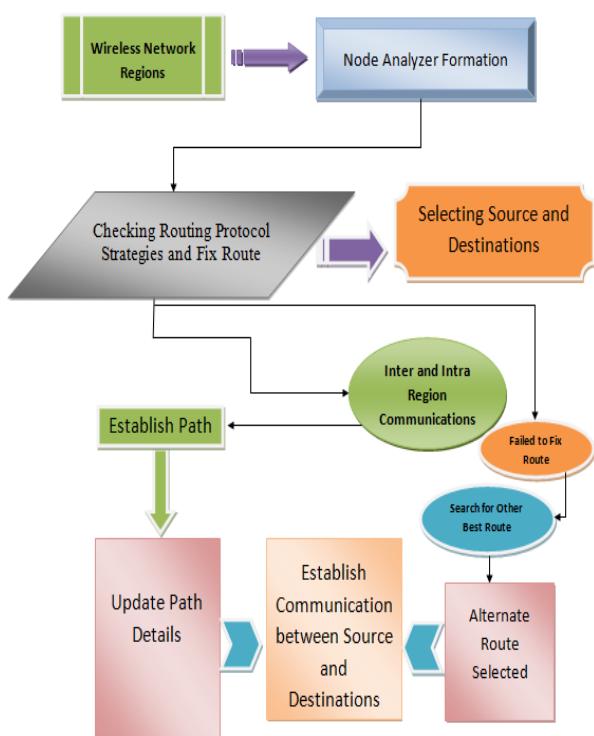 Wireless Network
Regions
Node Analyzer Formation
Checking Routing Protocol
Strategies and Fix Route
Selecting Source and
Destinations
Inter and Intra
Region
Communications
Establish Path
Failed to Fix
Route
Search for Other
Best Route
Update Path
Details
Establish
Communication
between Source
and
Destinations
Alternate
Route
Selected